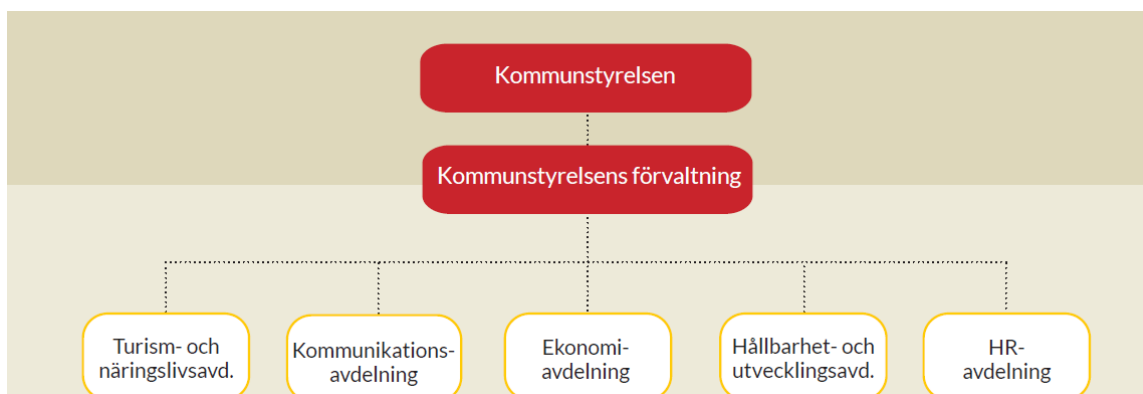 Kommunstyrelsen
Kommunstyrelsens förvaltning
Turism- och
näringslivsavd.
Kommunikations-
avdelning
Ekonomi-
avdelning
Hållbarhet- och
utvecklingsavd.
HR-
avdelning